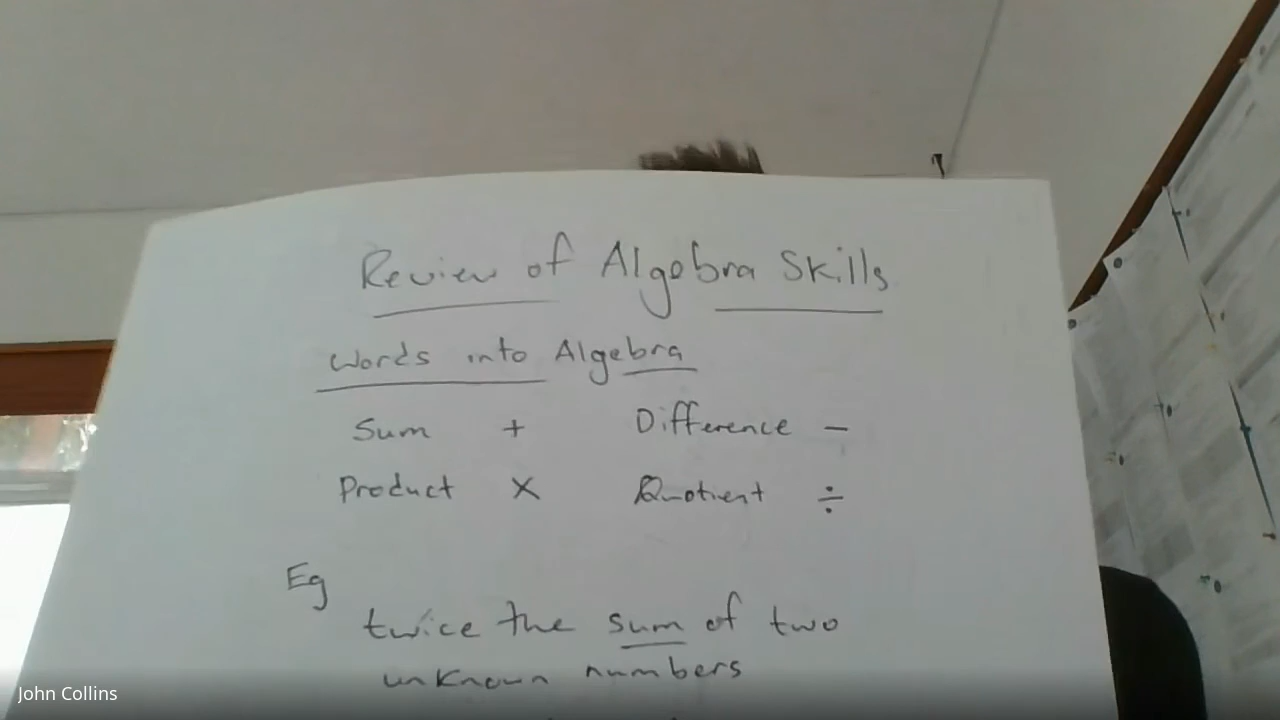 Review of Algebra Skills
Words into Algebra
Sum + Difference −
Product × Quotient ÷
Eg
twice the sum of two
unknown numbers
John Collins